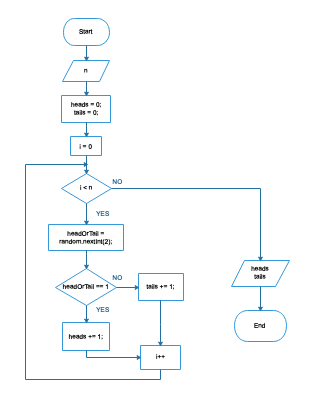 Start
n
heads = 0;
tails = 0;
i = 0
i < n
NO
YES
headOrTail =
random.nextInt(2);
headOrTail == 1
NO
tails += 1;
YES
heads += 1;
i++
heads
tails
End